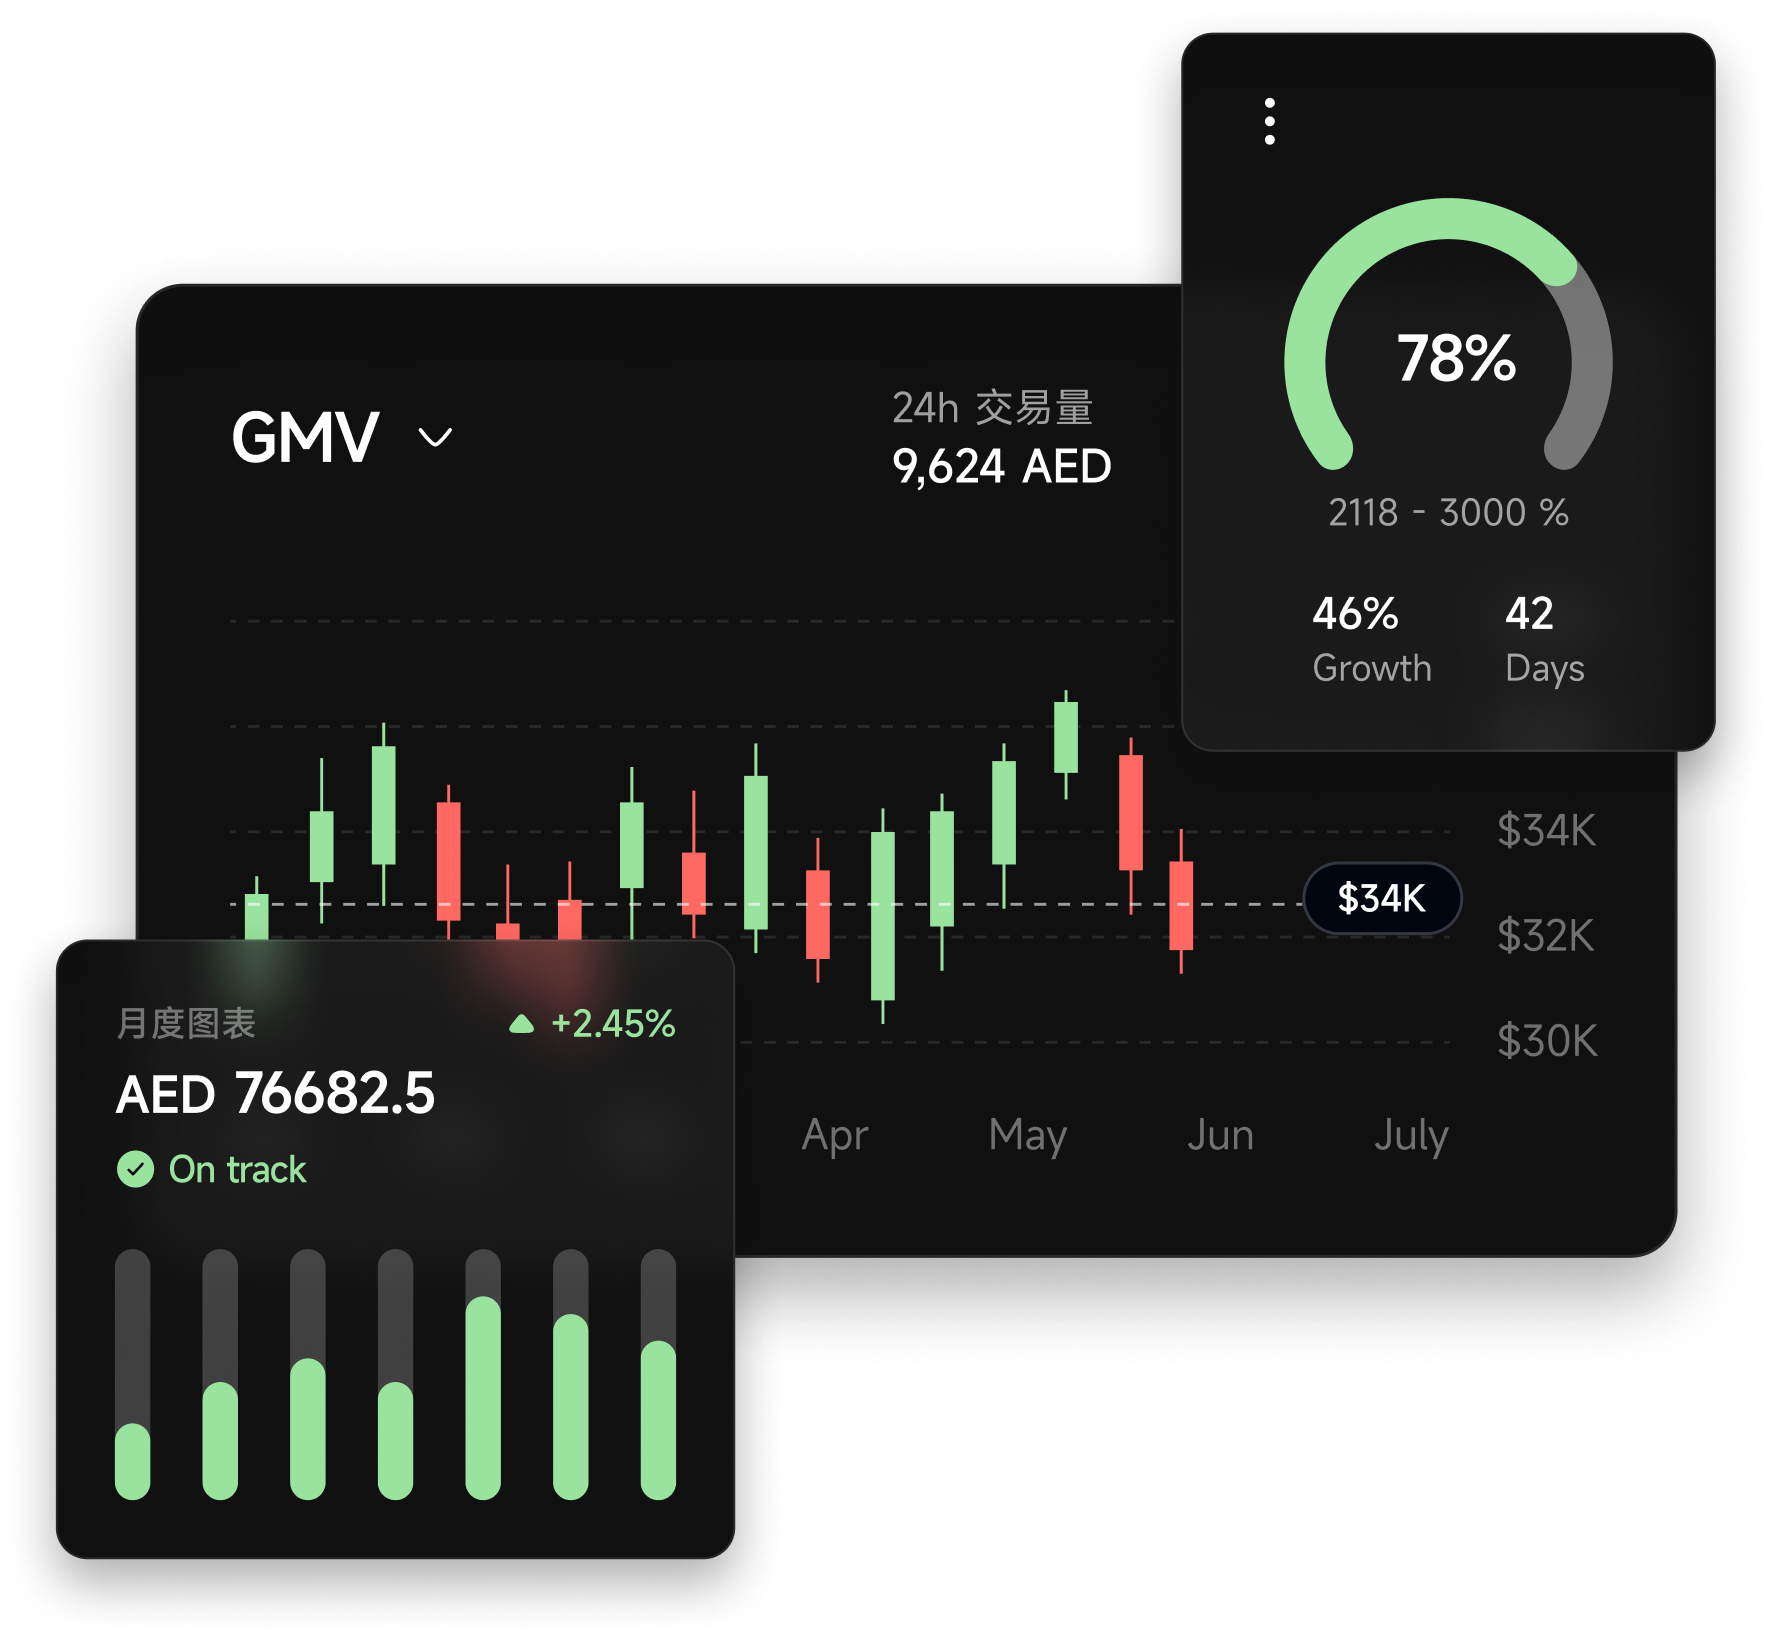 78%
2118 - 3000 %
46%
Growth
42
Days
GMV
24h 交易量
9,624 AED
$34K
$34K
$32K
$30K
Apr
May
Jun
July
月度图表
+2.45%
AED 76682.5
On track